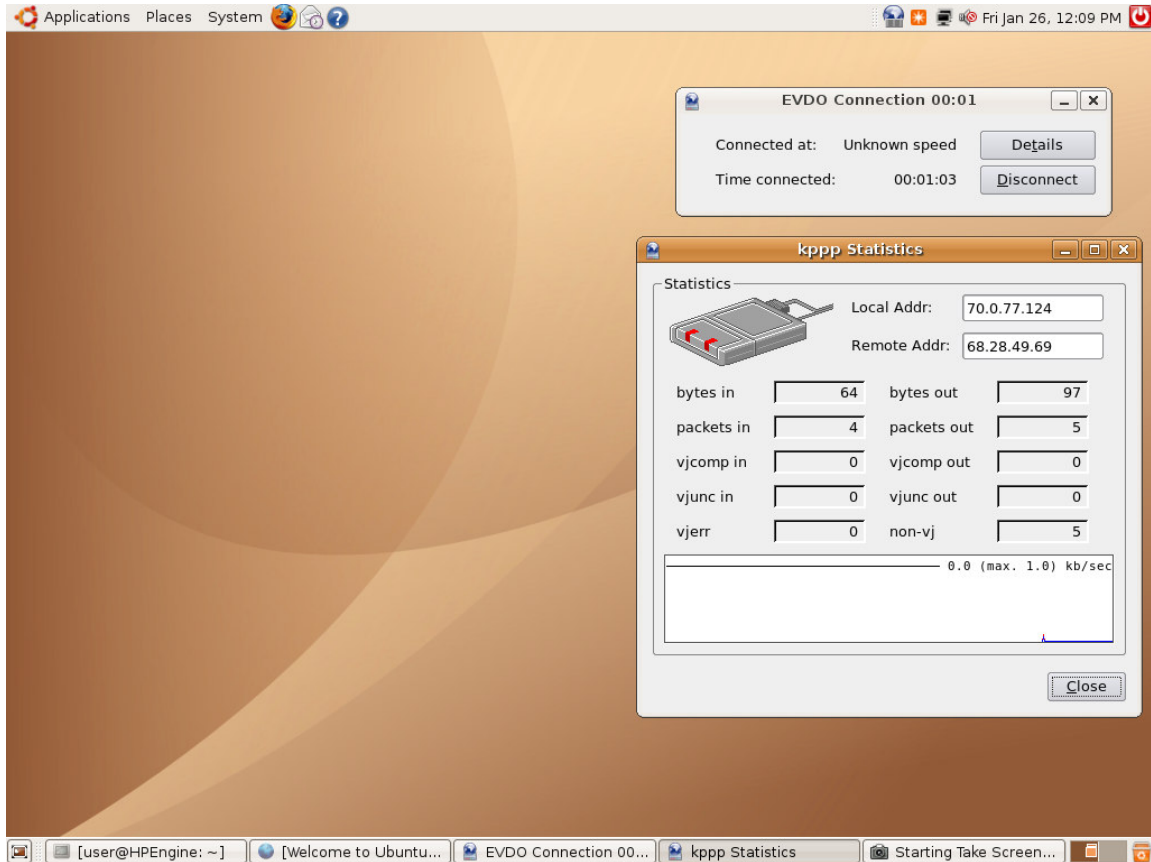 Applications Places System Fri Jan 26, 12:09 PM
EVDO Connection 00:01
Connected at: Unknown speed Details
Time connected: 00:01:03 Disconnect
kppp Statistics
Statistics
Local Addr: 70.0.77.124
Remote Addr: 68.28.49.69
bytes in 64 bytes out 97
packets in 4 packets out 5
vjcomp in 0 vjcomp out 0
vjunc in 0 vjunc out 0
vjerr 0 non-vj 5
0.0 (max. 1.0) kb/sec
Close
[user@HPEngine: ~] [Welcome to Ubuntu... EVDO Connection 00... kppp Statistics Starting Take Screen...